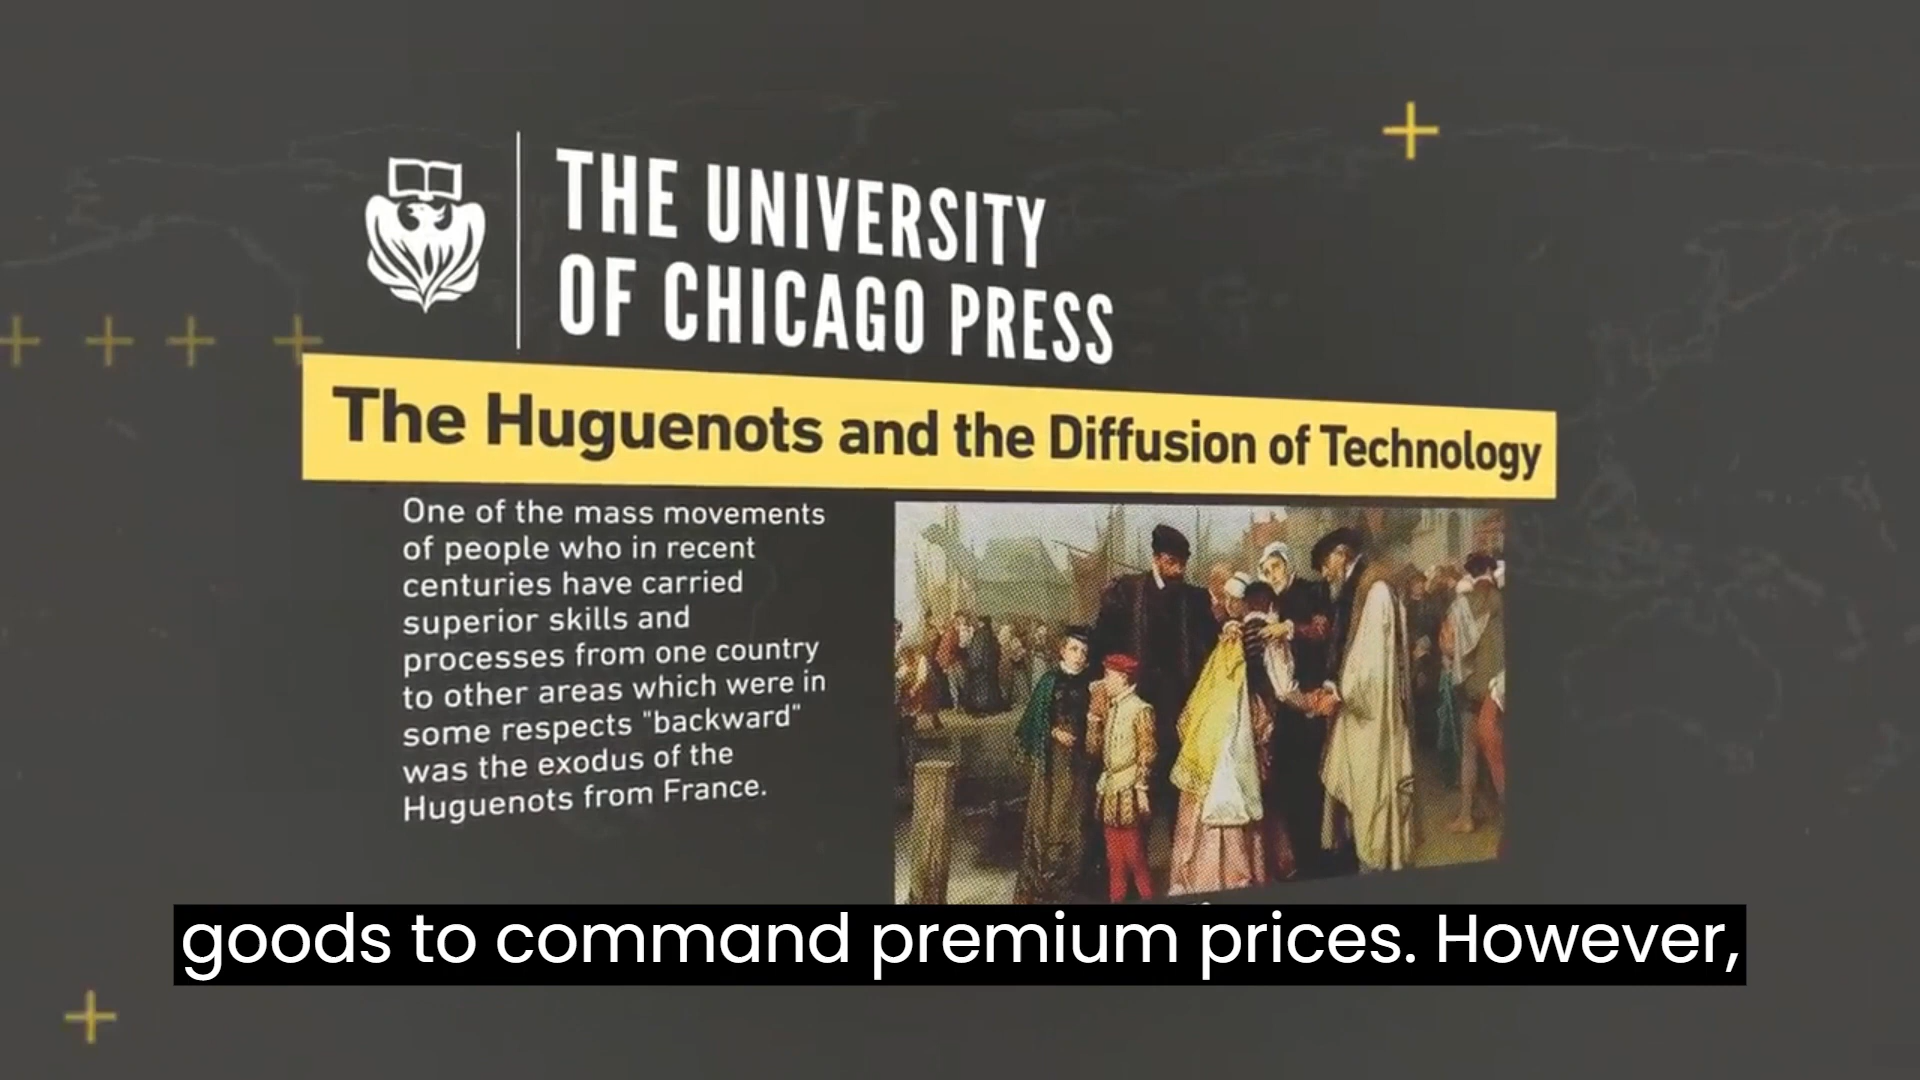 THE UNIVERSITY
OF CHICAGO PRESS
The Huguenots and the Diffusion of Technology
One of the mass movements
of people who in recent
centuries have carried
superior skills and
processes from one country
to other areas which were in
some respects "backward"
was the exodus of the
Huguenots from France.
goods to command premium prices. However,